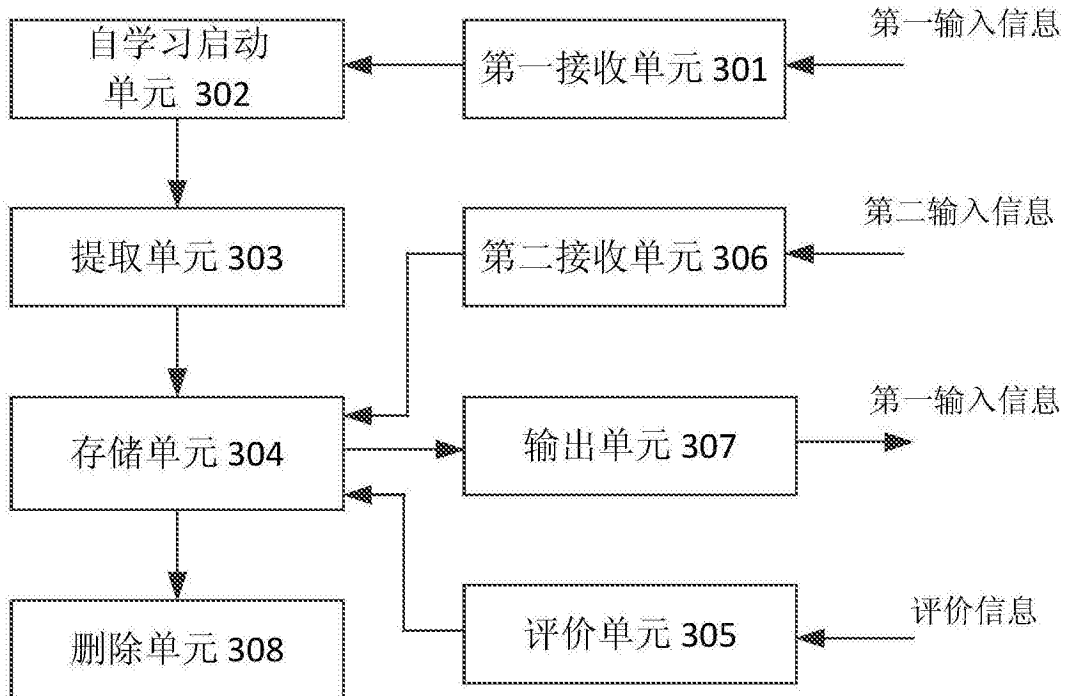 自学习启动
单元 302
第一接收单元 301
第一输入信息
提取单元 303
第二接收单元 306
第二输入信息
存储单元 304
输出单元 307
第一输入信息
删除单元 308
评价单元 305
评价信息